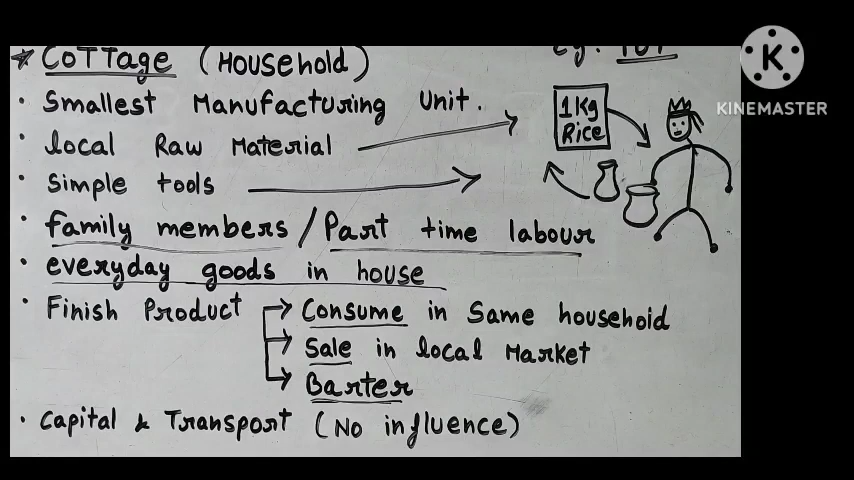 * Cottage (Household)
eg: POT
• Smallest Manufacturing Unit.
1 Kg
Rice
K
KINEMASTER
• local Raw Material
• Simple tools
• family members / Part time labour
• everyday goods in house
• Finish Product → Consume in Same household
→ Sale in local Market
→ Barter
• Capital & Transport (No influence)